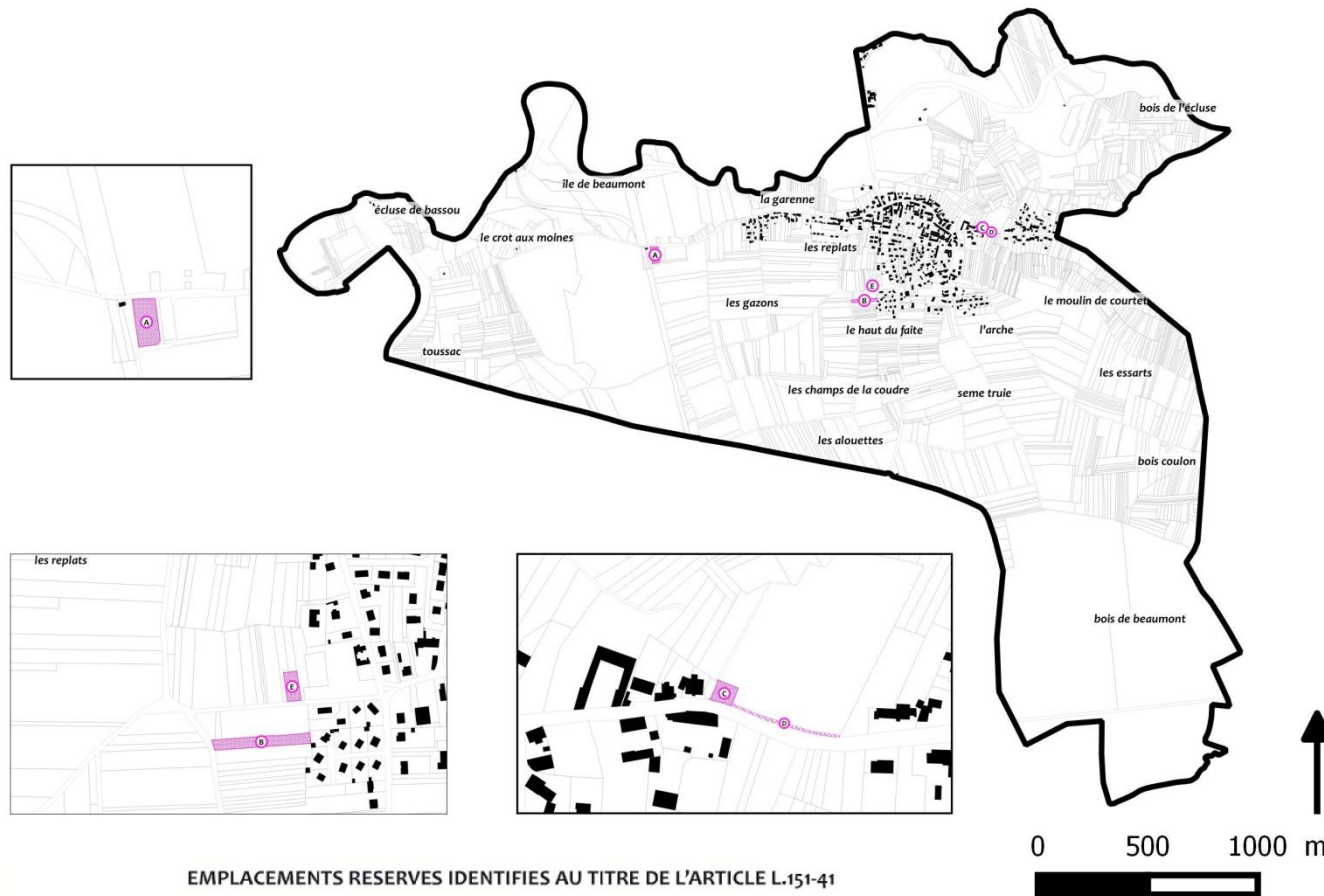 bois de l'écluse
île de beaumont
la garenne
écluse de bassou
le crot aux moines
C
D
les replats
A
E
B
les gazons
le moulin de courtet
le haut du faîte
l'arche
toussac
les essarts
les champs de la coudre
seme truie
les alouettes
bois coulon
bois de beaumont
A
les replats
E
B
C
D
0 500 1000 m
EMPLACEMENTS RESERVES IDENTIFIES AU TITRE DE L'ARTICLE L.151-41